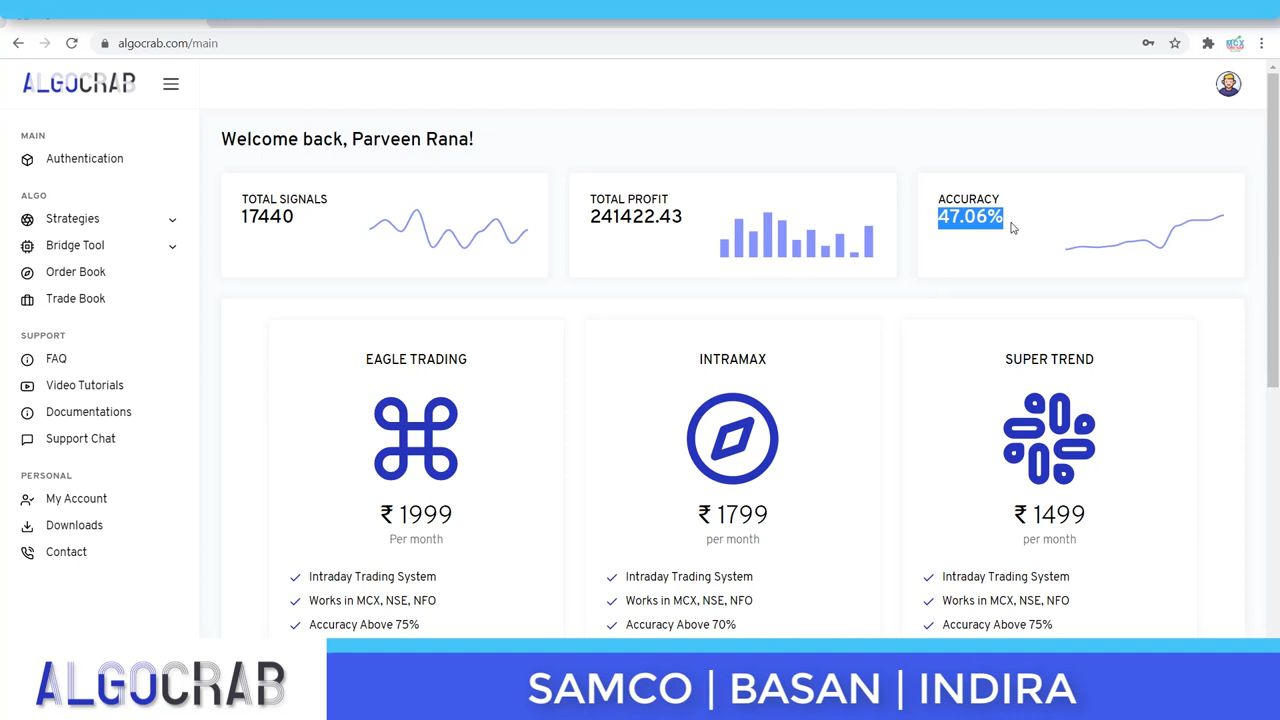 algocrab.com/main
MCX
ALGOCRAB
Welcome back, Parveen Rana!
MAIN
Authentication
ALGO
Strategies
Bridge Tool
Order Book
Trade Book
SUPPORT
FAQ
Video Tutorials
Documentations
Support Chat
PERSONAL
My Account
Downloads
Contact
TOTAL SIGNALS
17440
TOTAL PROFIT
241422.43
ACCURACY
47.06%
EAGLE TRADING
₹ 1999
Per month
Intraday Trading System
Works in MCX, NSE, NFO
Accuracy Above 75%
INTRAMAX
₹ 1799
per month
Intraday Trading System
Works in MCX, NSE, NFO
Accuracy Above 70%
SUPER TREND
₹ 1499
per month
Intraday Trading System
Works in MCX, NSE, NFO
Accuracy Above 75%
ALGOCRAB
SAMCO | BASAN | INDIRA